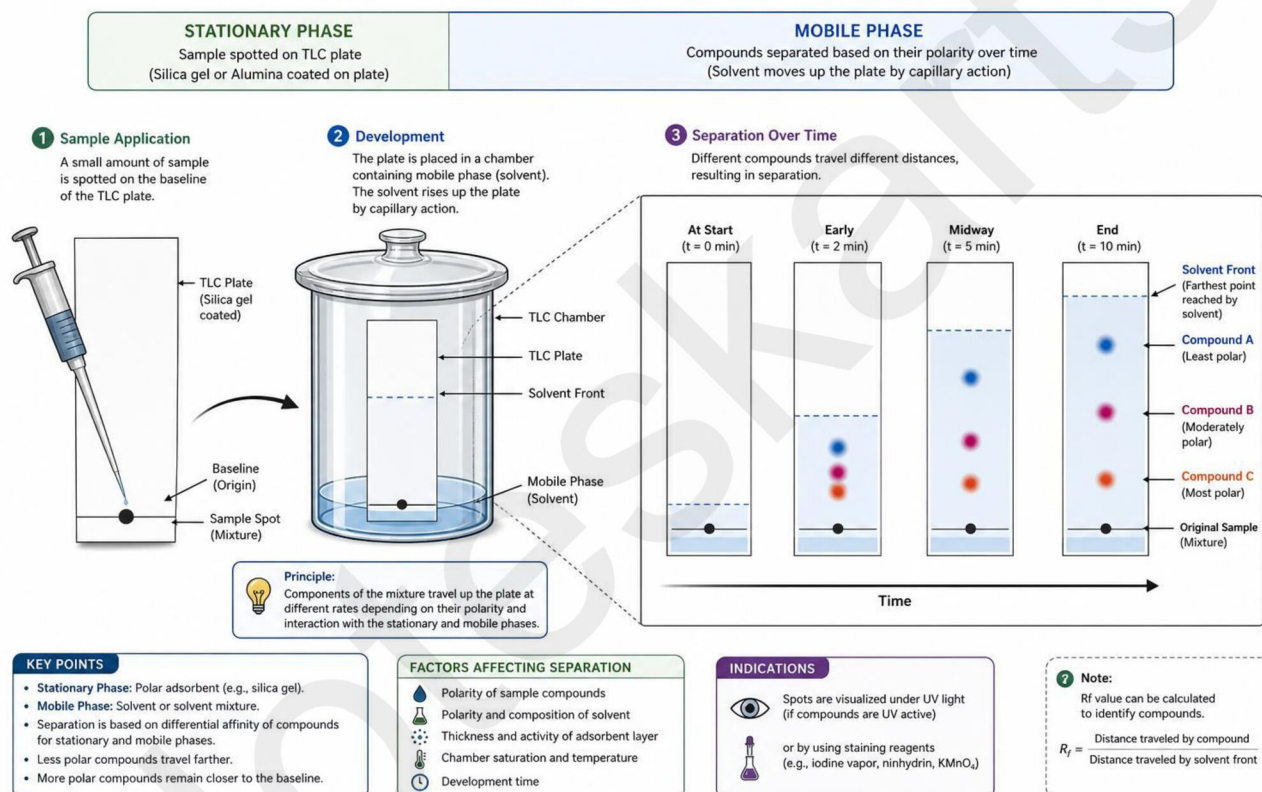 STATIONARY PHASE
Sample spotted on TLC plate
(Silica gel or Alumina coated on plate)
MOBILE PHASE
Compounds separated based on their polarity over time
(Solvent moves up the plate by capillary action)
1 Sample Application
A small amount of sample
is spotted on the baseline
of the TLC plate.
TLC Plate
(Silica gel
coated)
Baseline
(Origin)
Sample Spot
(Mixture)
2 Development
The plate is placed in a chamber
containing mobile phase (solvent).
The solvent rises up the plate
by capillary action.
TLC Chamber
TLC Plate
Solvent Front
Mobile Phase
(Solvent)
3 Separation Over Time
Different compounds travel different distances,
resulting in separation.
At Start
(t = 0 min)
Early
(t = 2 min)
Midway
(t = 5 min)
End
(t = 10 min)
Solvent Front
(Farthest point
reached by
solvent)
Compound A
(Least polar)
Compound B
(Moderately
polar)
Compound C
(Most polar)
Original Sample
(Mixture)
Time
Principle:
Components of the mixture travel up the plate at
different rates depending on their polarity and
interaction with the stationary and mobile phases.
KEY POINTS
• Stationary Phase: Polar adsorbent (e.g., silica gel).
• Mobile Phase: Solvent or solvent mixture.
• Separation is based on differential affinity of compounds
for stationary and mobile phases.
• Less polar compounds travel farther.
• More polar compounds remain closer to the baseline.
FACTORS AFFECTING SEPARATION
Polarity of sample compounds
Polarity and composition of solvent
Thickness and activity of adsorbent layer
Chamber saturation and temperature
Development time
INDICATIONS
Spots are visualized under UV light
(if compounds are UV active)
or by using staining reagents
(e.g., iodine vapor, ninhydrin, KMnO₄)
? Note:
Rf value can be calculated
to identify compounds.
R_f = Distance traveled by compound
Distance traveled by solvent front